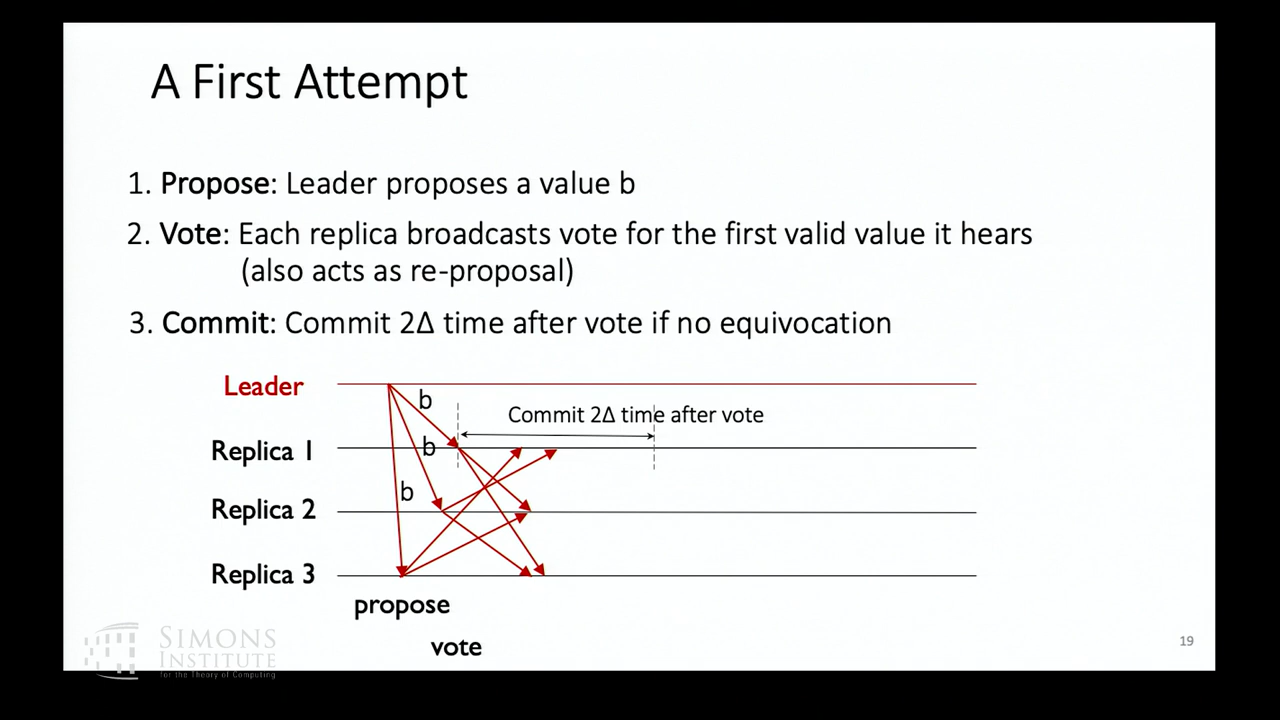 A First Attempt
1. Propose: Leader proposes a value b
2. Vote: Each replica broadcasts vote for the first valid value it hears
(also acts as re-proposal)
3. Commit: Commit 2Δ time after vote if no equivocation
Leader
b
Commit 2Δ time after vote
Replica 1
b
b
Replica 2
Replica 3
propose
vote
SIMONS
INSTITUTE
for the Theory of Computing
19